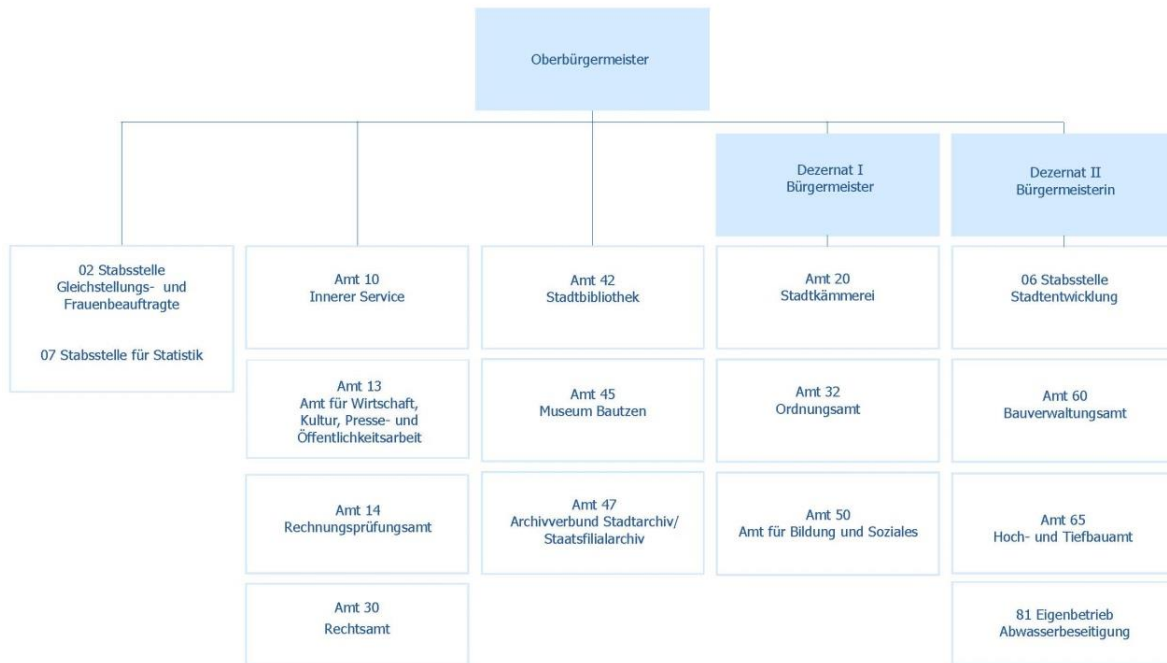 Oberbürgermeister
Dezernat I
Bürgermeister
Dezernat II
Bürgermeisterin
02 Stabsstelle
Gleichstellungs- und
Frauenbeauftragte
07 Stabsstelle für Statistik
Amt 10
Innerer Service
Amt 13
Amt für Wirtschaft,
Kultur, Presse- und
Öffentlichkeitsarbeit
Amt 14
Rechnungsprüfungsamt
Amt 30
Rechtsamt
Amt 42
Stadtbibliothek
Amt 45
Museum Bautzen
Amt 47
Archivverbund Stadtarchiv/
Staatsfilialarchiv
Amt 20
Stadtkämmerei
Amt 32
Ordnungsamt
Amt 50
Amt für Bildung und Soziales
06 Stabsstelle
Stadtentwicklung
Amt 60
Bauverwaltungsamt
Amt 65
Hoch- und Tiefbauamt
81 Eigenbetrieb
Abwasserbeseitigung